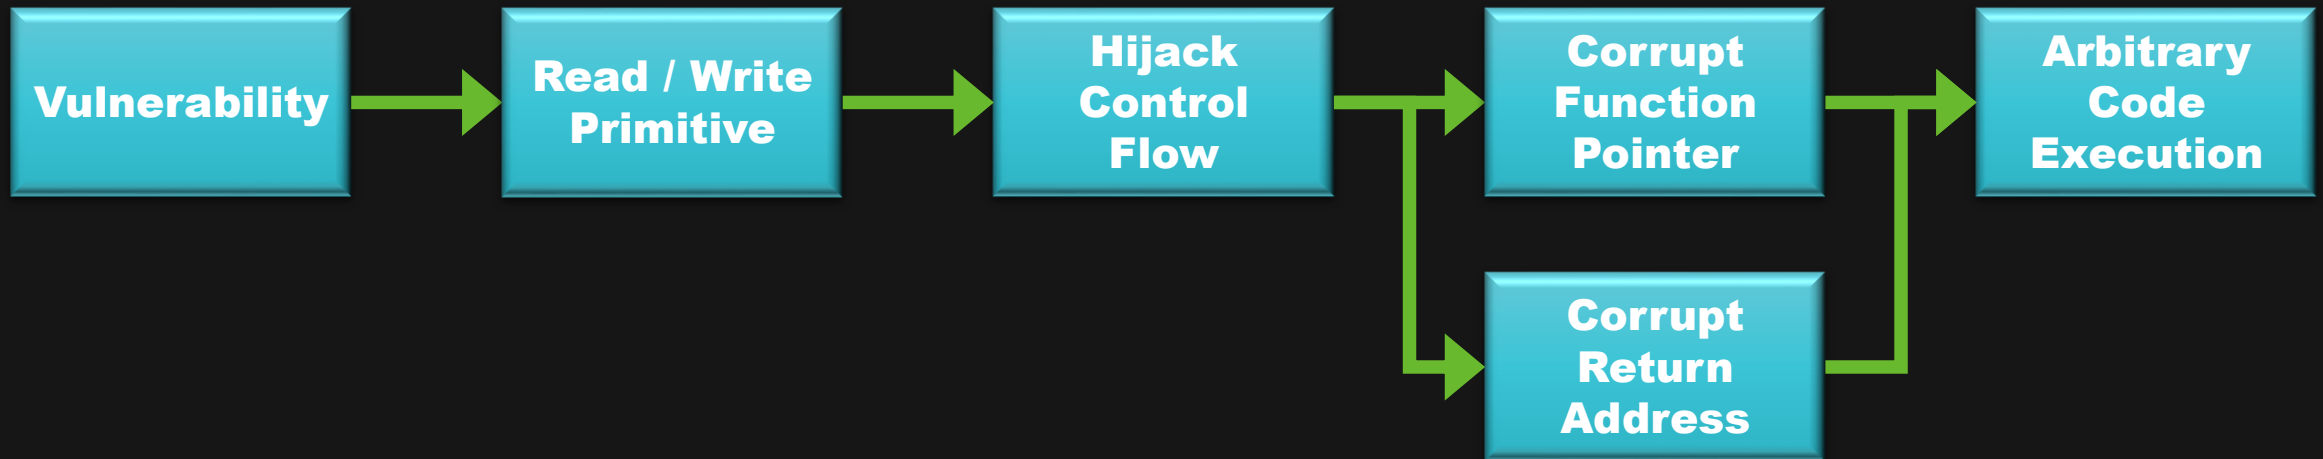 Vulnerability
Read / Write
Primitive
Hijack
Control
Flow
Corrupt
Function
Pointer
Arbitrary
Code
Execution
Corrupt
Return
Address